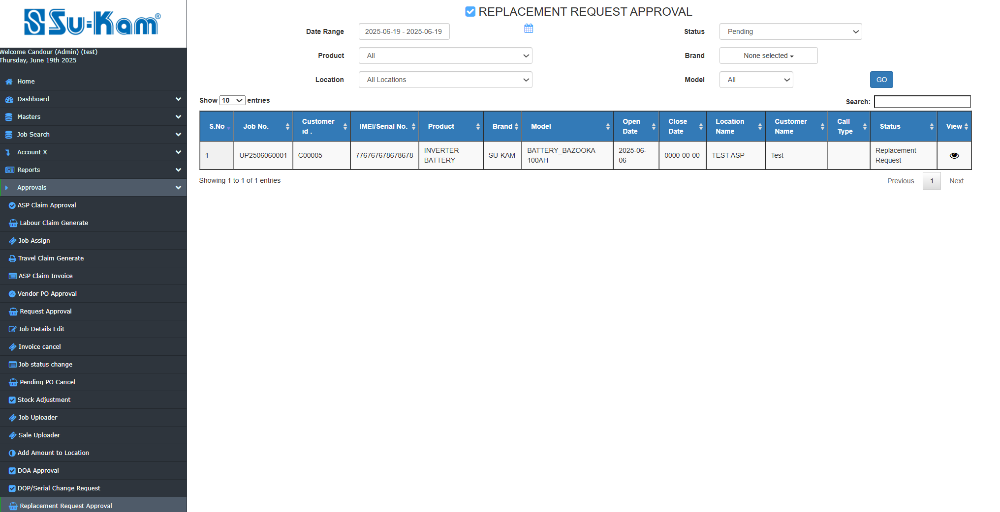 Su-Kam®
Welcome Candour (Admin) (test)
Thursday, June 19th 2025
Home
Dashboard
Masters
Job Search
Account X
Reports
Approvals
ASP Claim Approval
Labour Claim Generate
Job Assign
Travel Claim Generate
ASP Claim Invoice
Vendor PO Approval
Request Approval
Job Details Edit
Invoice cancel
Job status change
Pending PO Cancel
Stock Adjustment
Job Uploader
Sale Uploader
Add Amount to Location
DOA Approval
DOP/Serial Change Request
Replacement Request Approval
REPLACEMENT REQUEST APPROVAL
Date Range 2025-06-19 - 2025-06-19 Status Pending
Product All Brand None selected
Location All Locations Model All GO
Show 10 entries Search:
S.No Job No. Customer id . IMEI/Serial No. Product Brand Model Open Date Close Date Location Name Customer Name Call Type Status View
1 UP2506060001 C00005 776767678678678 INVERTER BATTERY SU-KAM BATTERY_BAZOOKA 100AH 2025-06-06 0000-00-00 TEST ASP Test Replacement Request
Showing 1 to 1 of 1 entries Previous 1 Next